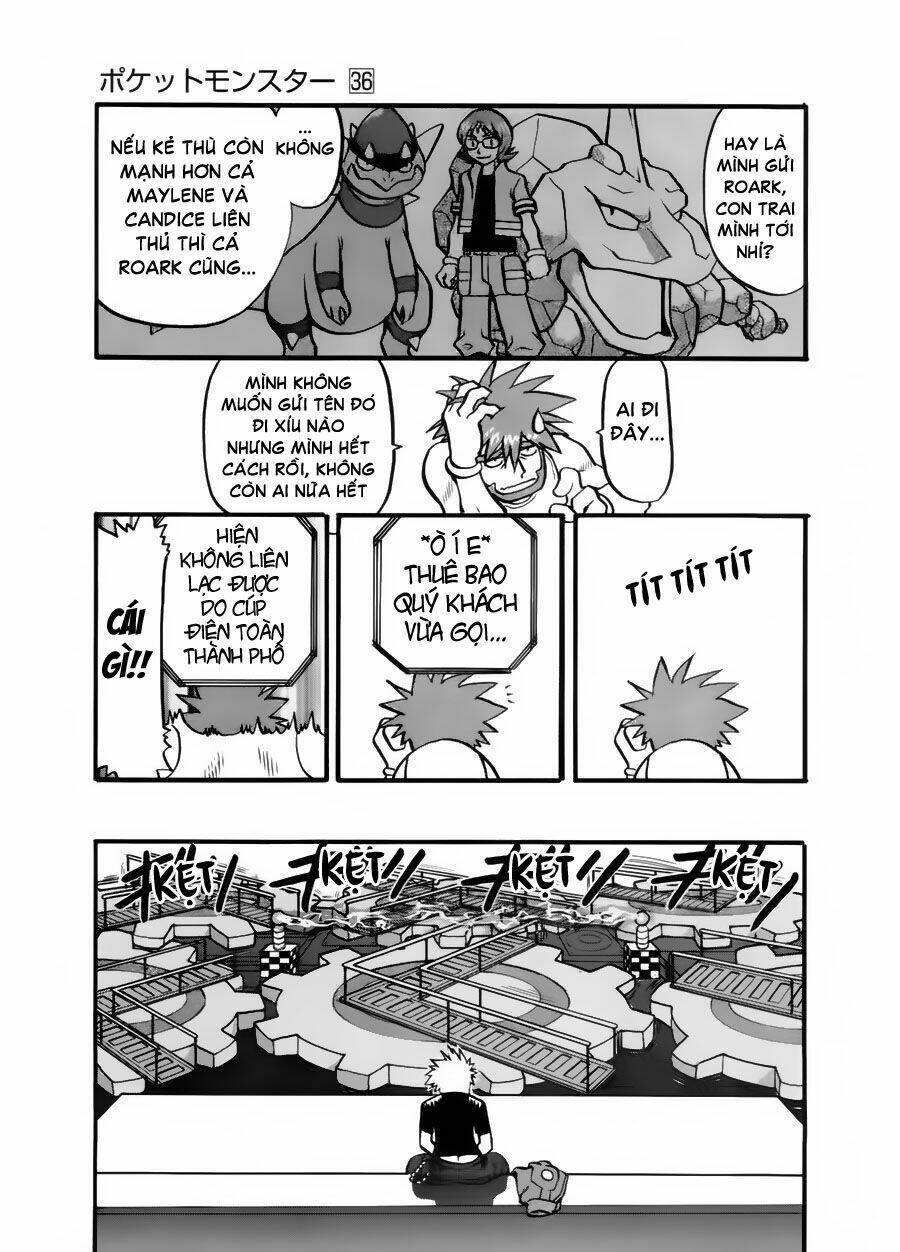 ポケットモンスター 36
HAY LÀ
MÌNH GỬI
ROARK,
CON TRAI
MÌNH TỚI
NHỈ?
...
KHÔNG
NẾU KẺ THÙ CÒN
MẠNH HƠN CẢ
MAYLENE VÀ
CANDICE LIÊN
THỦ THÌ CẢ
ROARK CŨNG...
AI ĐI
ĐÂY...
MÌNH KHÔNG
MUỐN GỬI TÊN ĐÓ
ĐI XÍU NÀO
NHƯNG MÌNH HẾT
CÁCH RỒI, KHÔNG
CÒN AI NỮA HẾT
TÍT TÍT TÍT
*Ò Í E*
THUÊ BAO
QUÝ KHÁCH
VỪA GỌI...
HIỆN
KHÔNG LIÊN
LẠC ĐƯỢC
DO CÚP
ĐIỆN TOÀN
THÀNH PHỐ
CÁI
GÌ!!
KẸT
KẸT
KẸT
KẸT